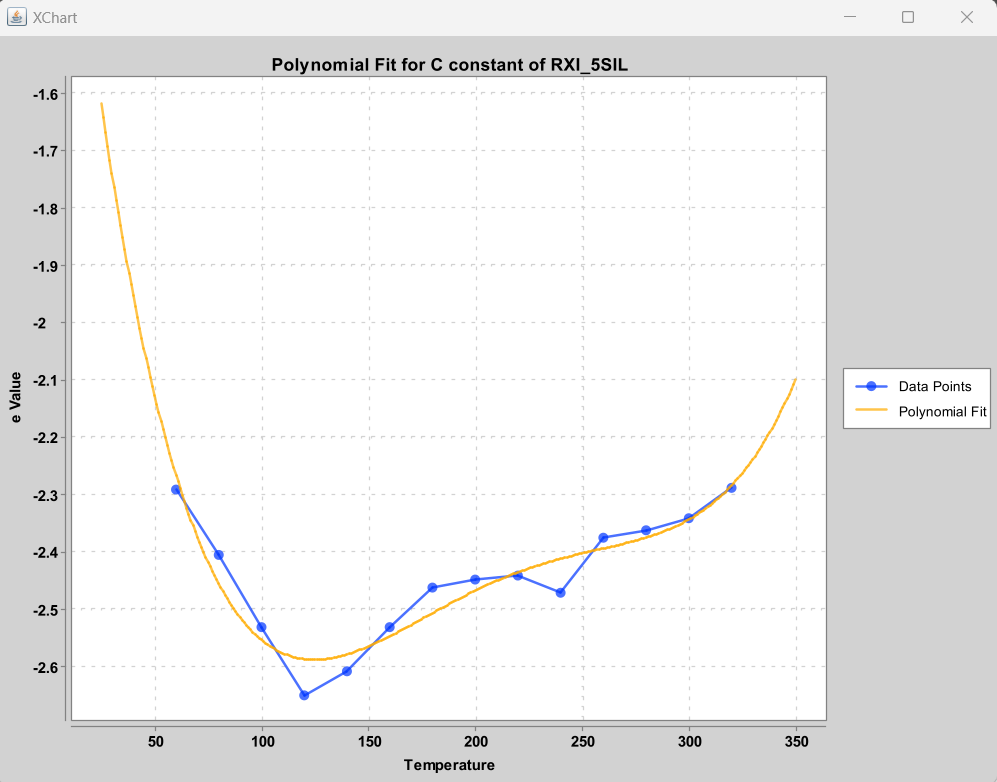 XChart
Polynomial Fit for C constant of RXI_5SIL
-1.6
-1.7
-1.8
-1.9
-2
-2.1
-2.2
-2.3
-2.4
-2.5
-2.6
e Value
Data Points
Polynomial Fit
50 100 150 200 250 300 350
Temperature